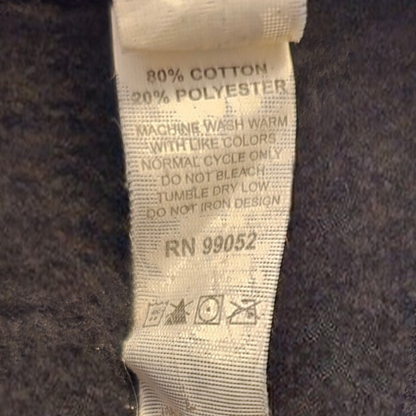 80% COTTON
20% POLYESTER
MACHINE WASH WARM
WITH LIKE COLORS
NORMAL CYCLE ONLY
DO NOT BLEACH
TUMBLE DRY LOW
DO NOT IRON DESIGN
RN 99052